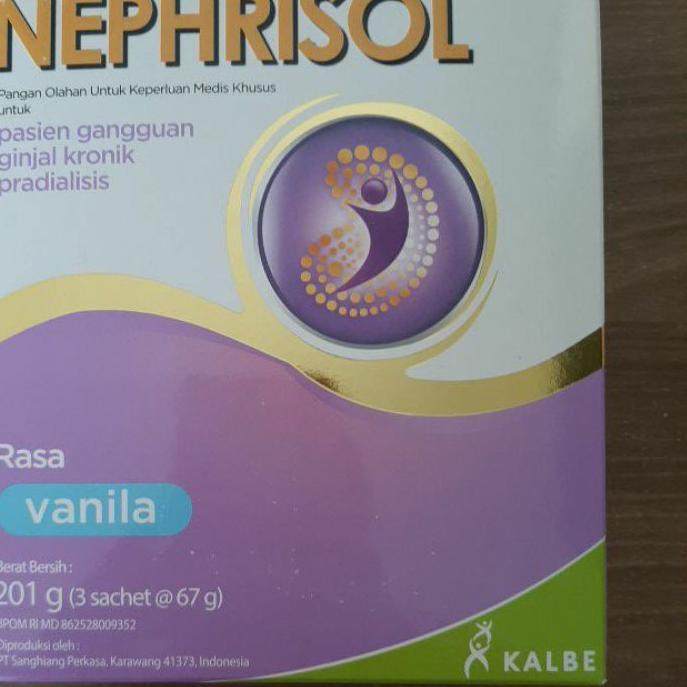 NEPHRISOL
Pangan Olahan Untuk Keperluan Medis Khusus
untuk
pasien gangguan
ginjal kronik
pradialisis
Rasa
vanila
Berat Bersih :
201 g (3 sachet @ 67 g)
BPOM RI MD 862528009352
Diproduksi oleh :
PT Sanghiang Perkasa, Karawang 41373, Indonesia
KALBE